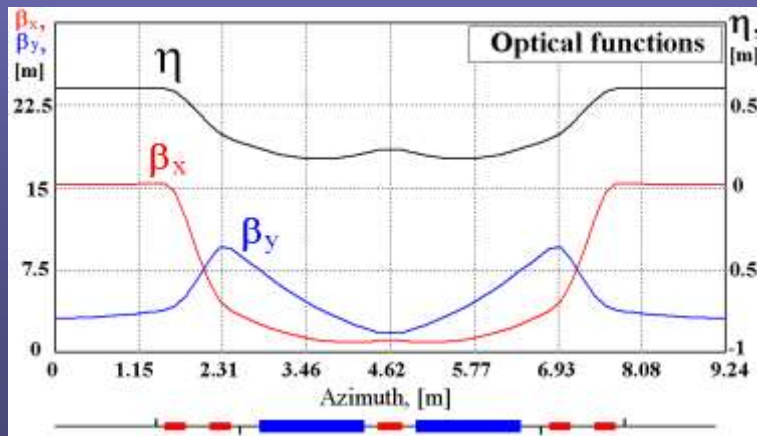 βx,
βy,
[m]
22.5
15
7.5
0
η
βx
βy
Optical functions
η,
[m]
0.5
0
-0.5
-1
0 1.15 2.31 3.46 4.62 5.77 6.93 8.08 9.24
Azimuth, [m]